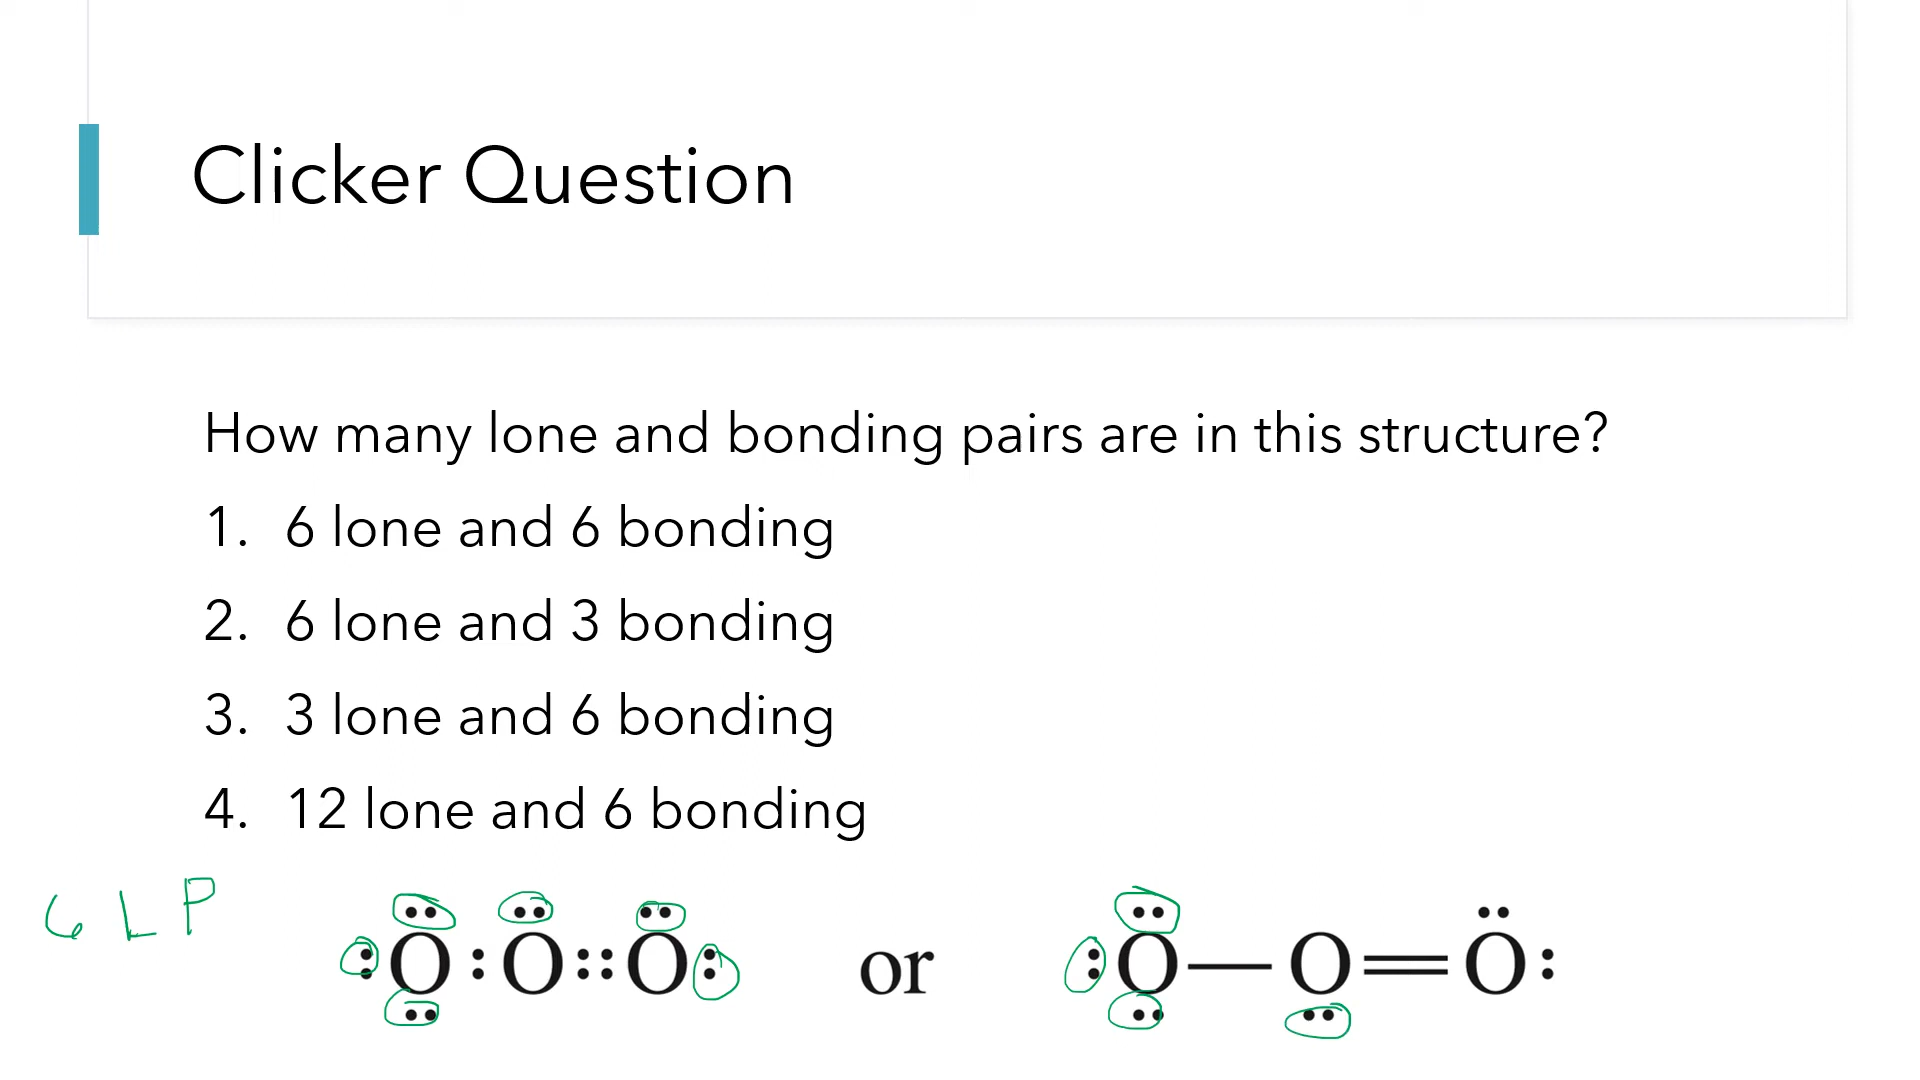 Clicker Question
How many lone and bonding pairs are in this structure?
1. 6 lone and 6 bonding
2. 6 lone and 3 bonding
3. 3 lone and 6 bonding
4. 12 lone and 6 bonding
6 L P
:O:O::O: or :O—O=O: